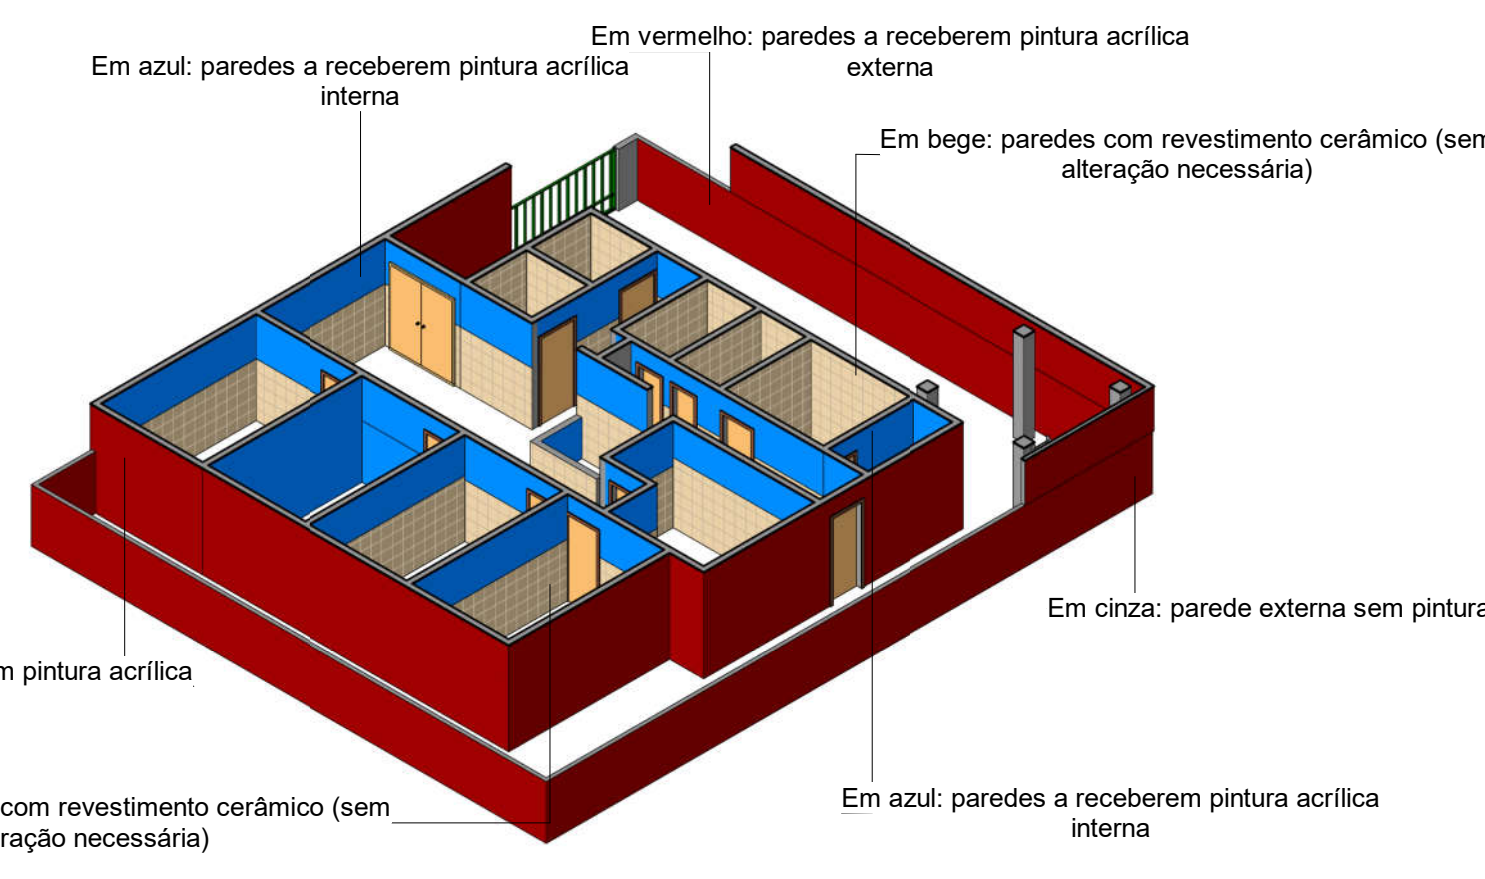 Em vermelho: paredes a receberem pintura acrílica
externa
Em azul: paredes a receberem pintura acrílica
interna
Em bege: paredes com revestimento cerâmico (sem
alteração necessária)
Em cinza: parede externa sem pintura
m pintura acrílica
com revestimento cerâmico (sem
ração necessária)
Em azul: paredes a receberem pintura acrílica
interna